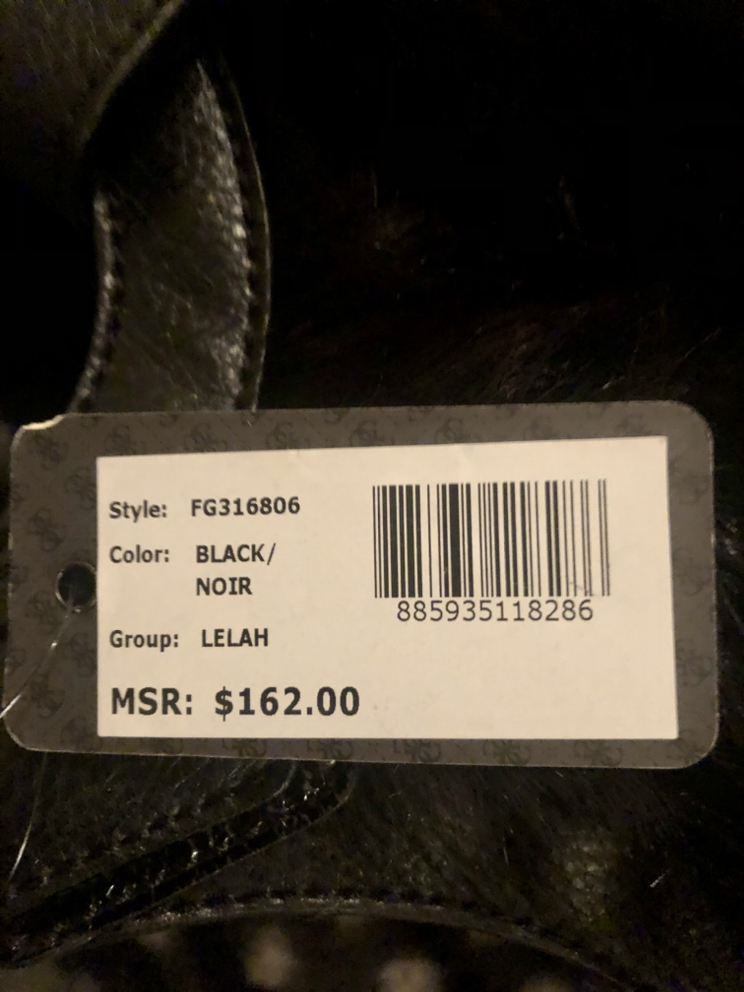 Style: FG316806
Color: BLACK/
NOIR
Group: LELAH
MSR: $162.00
885935118286